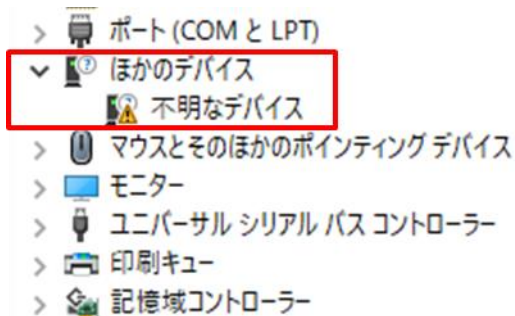 ポート (COM と LPT)
ほかのデバイス
不明なデバイス
マウスとそのほかのポインティング デバイス
モニター
ユニバーサル シリアル バス コントローラー
印刷キュー
記憶域コントローラー